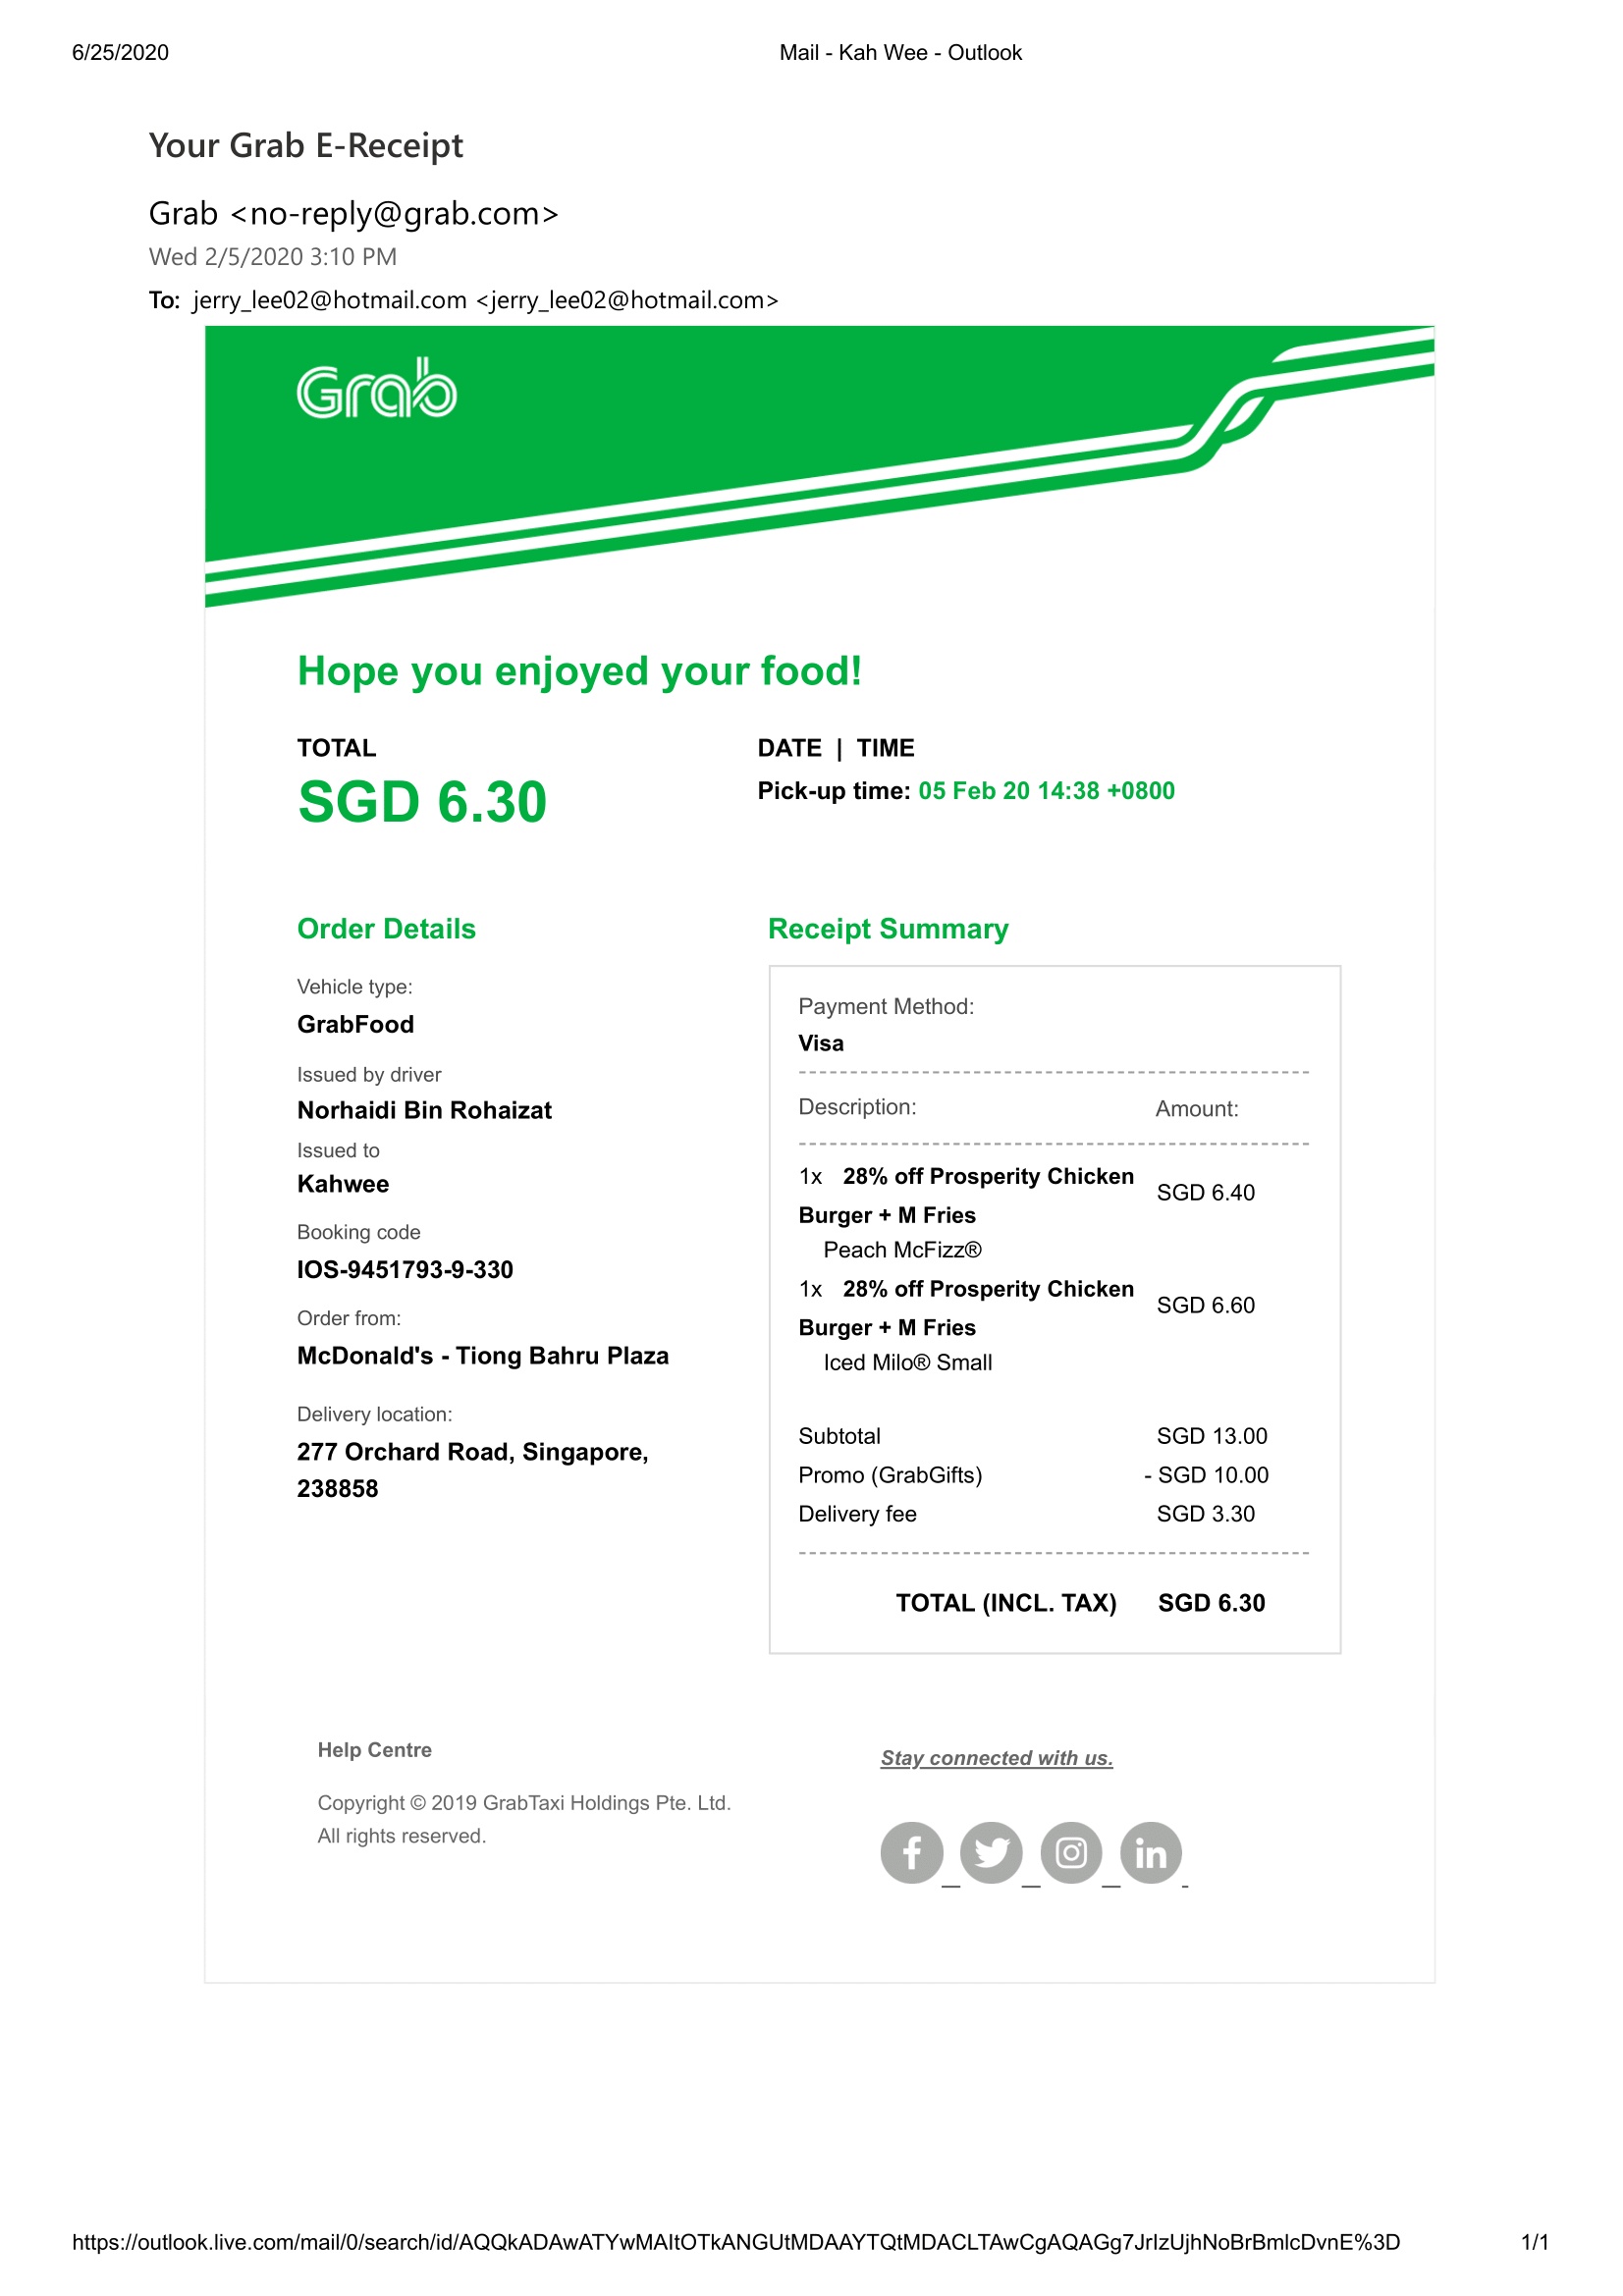 6/25/2020 Mail - Kah Wee - Outlook
Your Grab E-Receipt
Grab <no-reply@grab.com>
Wed 2/5/2020 3:10 PM
To: jerry_lee02@hotmail.com <jerry_lee02@hotmail.com>
Grab
Hope you enjoyed your food!
TOTAL
SGD 6.30
DATE | TIME
Pick-up time: 05 Feb 20 14:38 +0800
Order Details
Vehicle type:
GrabFood
Issued by driver
Norhaidi Bin Rohaizat
Issued to
Kahwee
Booking code
IOS-9451793-9-330
Order from:
McDonald's - Tiong Bahru Plaza
Delivery location:
277 Orchard Road, Singapore,
238858
Receipt Summary
Payment Method:
Visa
Description: Amount:
1x 28% off Prosperity Chicken SGD 6.40
Burger + M Fries
Peach McFizz®
1x 28% off Prosperity Chicken SGD 6.60
Burger + M Fries
Iced Milo® Small
Subtotal SGD 13.00
Promo (GrabGifts) - SGD 10.00
Delivery fee SGD 3.30
TOTAL (INCL. TAX) SGD 6.30
Help Centre
Copyright © 2019 GrabTaxi Holdings Pte. Ltd.
All rights reserved.
Stay connected with us.
https://outlook.live.com/mail/0/search/id/AQQkADAwATYwMAItOTkANGUtMDAAYTQtMDACLTAwCgAQAGg7JrIzUjhNoBrBmlcDvnE%3D 1/1